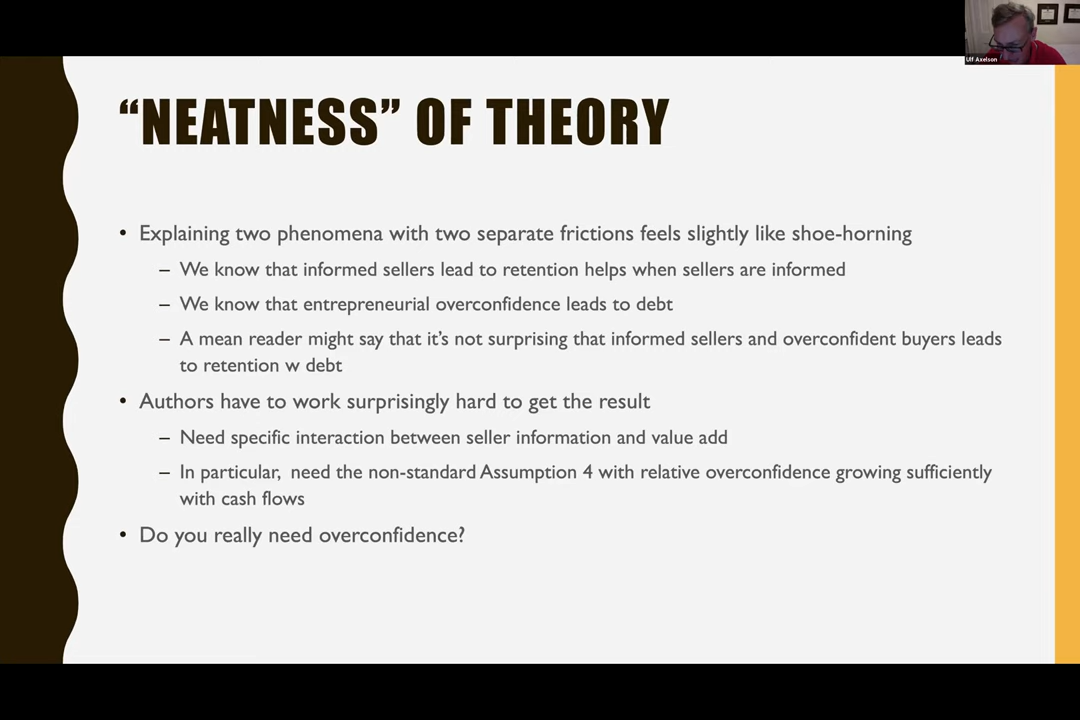 Ulf Axelson
“NEATNESS” OF THEORY
• Explaining two phenomena with two separate frictions feels slightly like shoe-horning
– We know that informed sellers lead to retention helps when sellers are informed
– We know that entrepreneurial overconfidence leads to debt
– A mean reader might say that it’s not surprising that informed sellers and overconfident buyers leads
to retention w debt
• Authors have to work surprisingly hard to get the result
– Need specific interaction between seller information and value add
– In particular, need the non-standard Assumption 4 with relative overconfidence growing sufficiently
with cash flows
• Do you really need overconfidence?